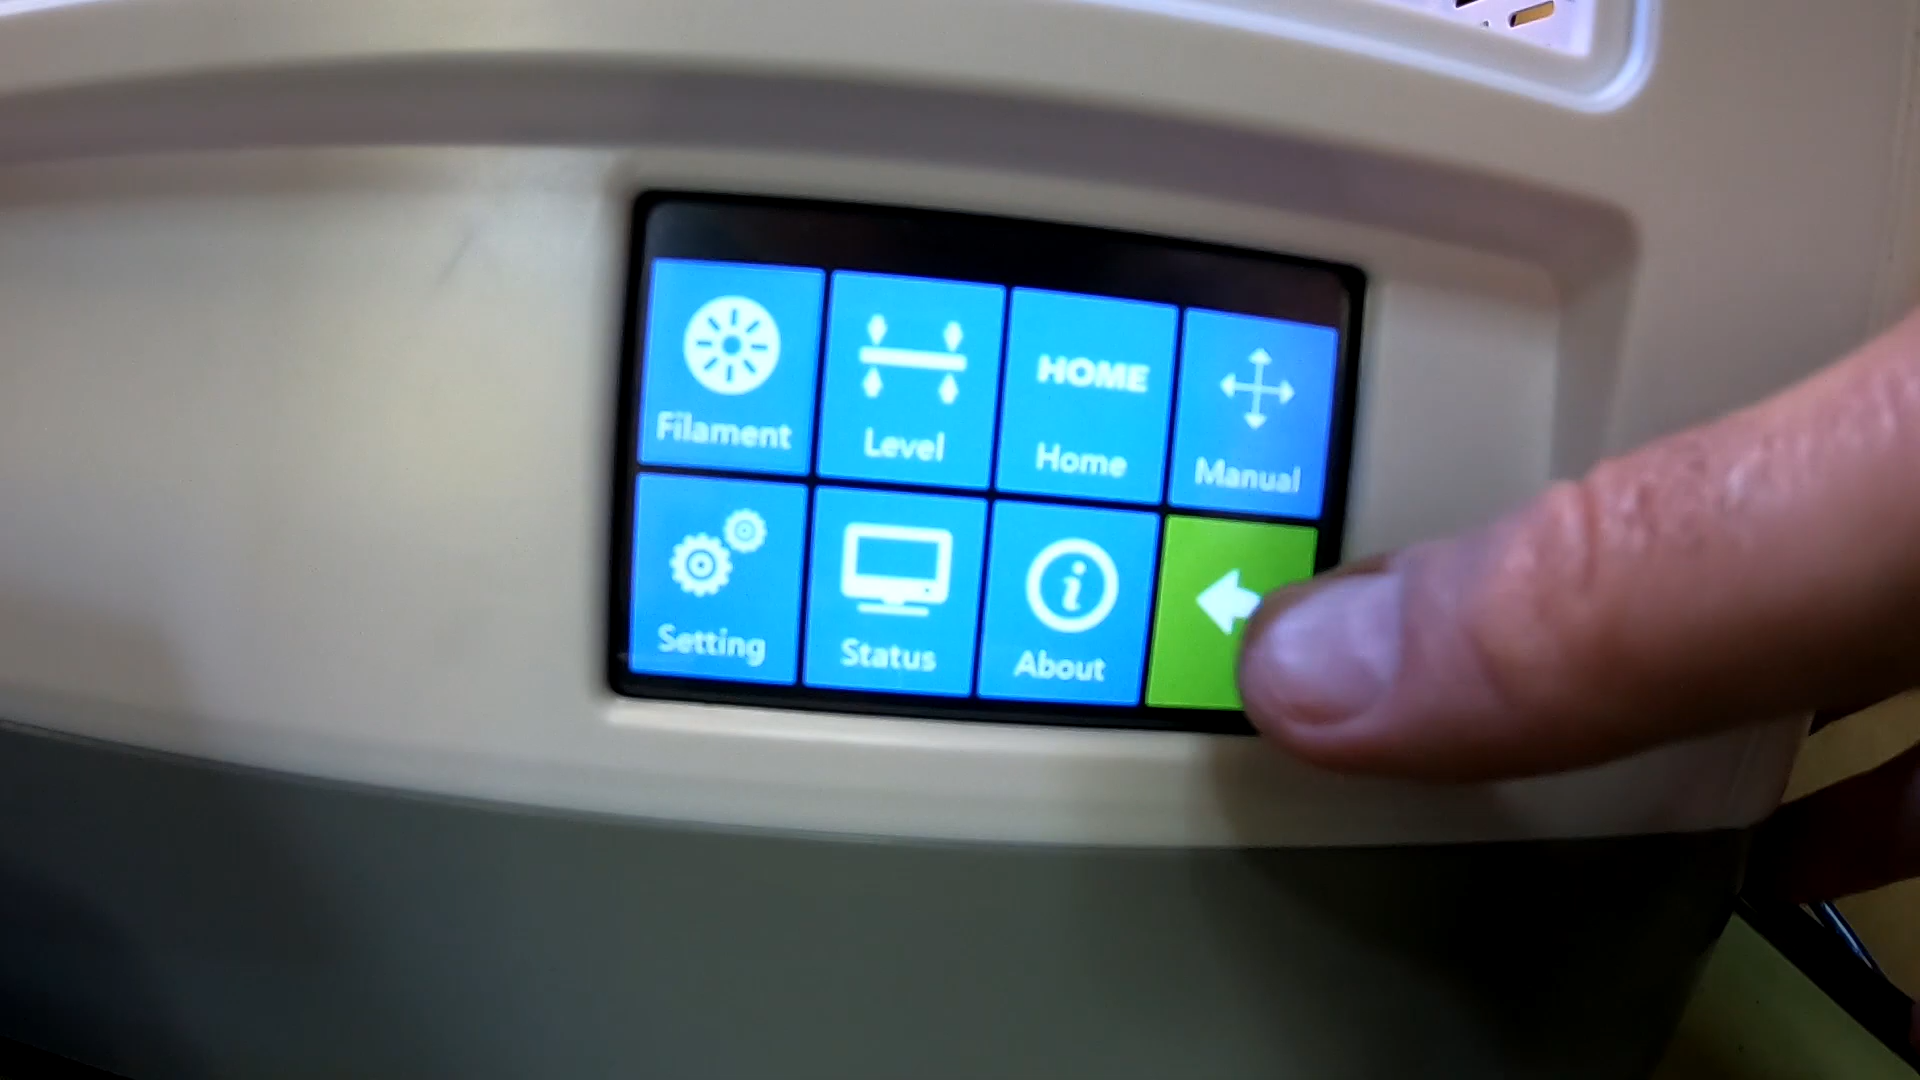 Filament
Level
HOME
Home
Manual
Setting
Status
i
About